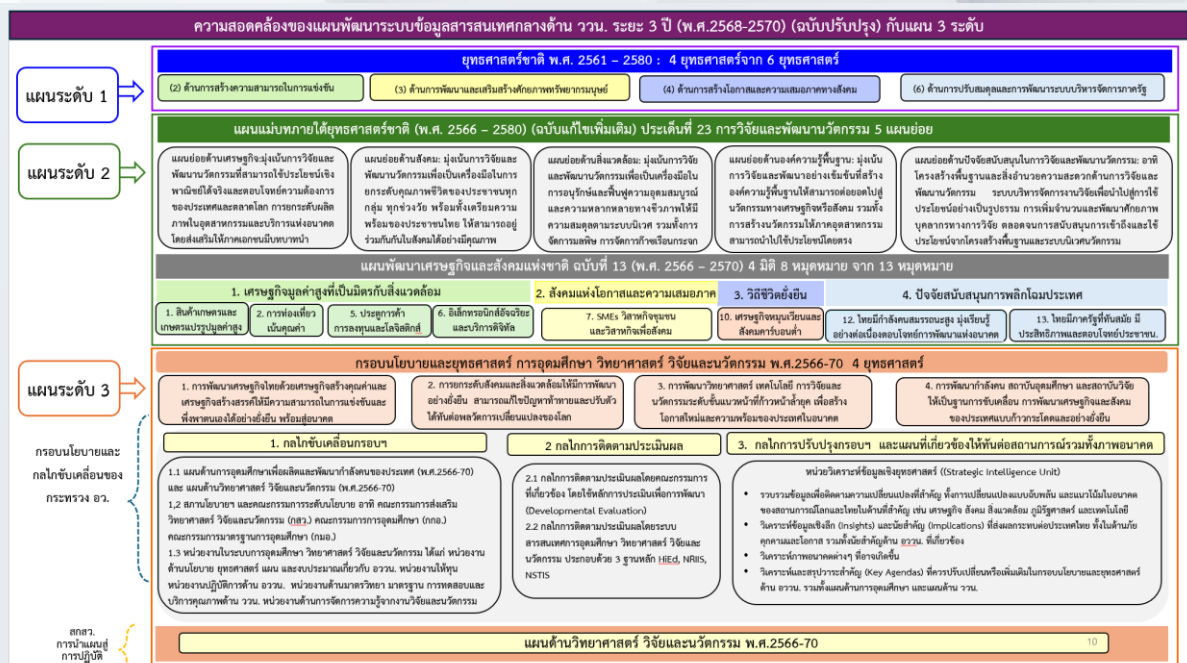 ความสอดคล้องของแผนพัฒนาระบบข้อมูลสารสนเทศกลางด้าน ววน. ระยะ 3 ปี (พ.ศ.2568-2570) (ฉบับปรับปรุง) กับแผน 3 ระดับ
แผนระดับ 1
ยุทธศาสตร์ชาติ พ.ศ. 2561 – 2580 : 4 ยุทธศาสตร์จาก 6 ยุทธศาสตร์
(2) ด้านการสร้างความสามารถในการแข่งขัน
(3) ด้านการพัฒนาและเสริมสร้างศักยภาพทรัพยากรมนุษย์
(4) ด้านการสร้างโอกาสและความเสมอภาคทางสังคม
(6) ด้านการปรับสมดุลและการพัฒนาระบบบริหารจัดการภาครัฐ
แผนระดับ 2
แผนแม่บทภายใต้ยุทธศาสตร์ชาติ (พ.ศ. 2566 – 2580) (ฉบับแก้ไขเพิ่มเติม) ประเด็นที่ 23 การวิจัยและพัฒนานวัตกรรม 5 แผนย่อย
แผนย่อยด้านเศรษฐกิจ:มุ่งเน้นการวิจัยและ
พัฒนานวัตกรรมที่สามารถใช้ประโยชน์เชิง
พาณิชย์ได้จริงและตอบโจทย์ความต้องการ
ของประเทศและตลาดโลก การยกระดับผลิต
ภาพในอุตสาหกรรมและบริการแห่งอนาคต
โดยส่งเสริมให้ภาคเอกชนมีบทบาทนำ
แผนย่อยด้านสังคม: มุ่งเน้นการวิจัยและ
พัฒนานวัตกรรมเพื่อเป็นเครื่องมือในการ
ยกระดับคุณภาพชีวิตของประชาชนทุก
กลุ่ม ทุกช่วงวัย พร้อมทั้งเตรียมความ
พร้อมของประชาชนไทย ให้สามารถอยู่
ร่วมกันกันในสังคมได้อย่างมีคุณภาพ
แผนย่อยด้านสิ่งแวดล้อม: มุ่งเน้นการวิจัย
และพัฒนานวัตกรรมเพื่อเป็นเครื่องมือใน
การอนุรักษ์และฟื้นฟูความอุดมสมบูรณ์
และความหลากหลายทางชีวภาพให้มี
ความสมดุลตามระบบนิเวศ รวมทั้งการ
จัดการมลพิษ การจัดการก๊าซเรือนกระจก
แผนย่อยด้านองค์ความรู้พื้นฐาน: มุ่งเน้น
การวิจัยและพัฒนาอย่างเข้มข้นที่สร้าง
องค์ความรู้พื้นฐานให้สามารถต่อยอดไปสู่
นวัตกรรมทางเศรษฐกิจหรือสังคม รวมทั้ง
การสร้างนวัตกรรมให้ภาคอุตสาหกรรม
สามารถนำไปใช้ประโยชน์โดยตรง
แผนย่อยด้านปัจจัยสนับสนุนในการวิจัยและพัฒนานวัตกรรม: อาทิ
โครงสร้างพื้นฐานและสิ่งอำนวยความสะดวกด้านการวิจัยและ
พัฒนานวัตกรรม ระบบบริหารจัดการงานวิจัยเพื่อนำไปสู่การใช้
ประโยชน์อย่างเป็นรูปธรรม การเพิ่มจำนวนและพัฒนาศักยภาพ
บุคลากรทางการวิจัย ตลอดจนการสนับสนุนการเข้าถึงและใช้
ประโยชน์จากโครงสร้างพื้นฐานและระบบนิเวศนวัตกรรม
แผนพัฒนาเศรษฐกิจและสังคมแห่งชาติ ฉบับที่ 13 (พ.ศ. 2566 – 2570) 4 มิติ 8 หมุดหมาย จาก 13 หมุดหมาย
1. เศรษฐกิจมูลค่าสูงที่เป็นมิตรกับสิ่งแวดล้อม
2. สังคมแห่งโอกาสและความเสมอภาค
3. วิถีชีวิตยั่งยืน
4. ปัจจัยสนับสนุนการพลิกโฉมประเทศ
1. สินค้าเกษตรและ
เกษตรแปรรูปมูลค่าสูง
2. การท่องเที่ยว
เน้นคุณค่า
5. ประตูการค้า
การลงทุนและโลจิสติกส์
6. อิเล็กทรอนิกส์อัจฉริยะ
และบริการดิจิทัล
7. SMEs วิสาหกิจชุมชน
และวิสาหกิจเพื่อสังคม
10. เศรษฐกิจหมุนเวียนและ
สังคมคาร์บอนต่ำ
12. ไทยมีกำลังคนสมรรถนะสูง มุ่งเรียนรู้
อย่างต่อเนื่องตอบโจทย์การพัฒนาแห่งอนาคต
13. ไทยมีภาครัฐที่ทันสมัย มี
ประสิทธิภาพและตอบโจทย์ประชาชน.
แผนระดับ 3
กรอบนโยบายและยุทธศาสตร์ การอุดมศึกษา วิทยาศาสตร์ วิจัยและนวัตกรรม พ.ศ.2566-70 4 ยุทธศาสตร์
1. การพัฒนาเศรษฐกิจไทยด้วยเศรษฐกิจสร้างคุณค่าและ
เศรษฐกิจสร้างสรรค์ให้มีความสามารถในการแข่งขันและ
พึ่งพาตนเองได้อย่างยั่งยืน พร้อมสู่อนาคต
2. การยกระดับสังคมและสิ่งแวดล้อมให้มีการพัฒนา
อย่างยั่งยืน สามารถแก้ไขปัญหาท้าทายและปรับตัว
ได้ทันต่อพลวัตการเปลี่ยนแปลงของโลก
3. การพัฒนาวิทยาศาสตร์ เทคโนโลยี การวิจัยและ
นวัตกรรมระดับขั้นแนวหน้าที่ก้าวหน้าล้ำยุค เพื่อสร้าง
โอกาสใหม่และความพร้อมของประเทศในอนาคต
4. การพัฒนากำลังคน สถาบันอุดมศึกษา และสถาบันวิจัย
ให้เป็นฐานการขับเคลื่อน การพัฒนาเศรษฐกิจและสังคม
ของประเทศแบบก้าวกระโดดและอย่างยั่งยืน
กรอบนโยบายและ
กลไกขับเคลื่อนของ
กระทรวง อว.
1. กลไกขับเคลื่อนกรอบฯ
1.1 แผนด้านการอุดมศึกษาเพื่อผลิตและพัฒนากำลังคนของประเทศ (พ.ศ.2566-70)
และ แผนด้านวิทยาศาสตร์ วิจัยและนวัตกรรม (พ.ศ.2566-70)
1,2 สภานโยบายฯ และคณะกรรมการระดับนโยบาย อาทิ คณะกรรมการส่งเสริม
วิทยาศาสตร์ วิจัยและนวัตกรรม (กสว.) คณะกรรมการการอุดมศึกษา (กกอ.)
คณะกรรมการมาตรฐานการอุดมศึกษา (กมอ.)
1.3 หน่วยงานในระบบการอุดมศึกษา วิทยาศาสตร์ วิจัยและนวัตกรรม ได้แก่ หน่วยงาน
ด้านนโยบาย ยุทธศาสตร์ แผน และงบประมาณเกี่ยวกับ อววน. หน่วยงานให้ทุน
หน่วยงานปฏิบัติการด้าน อววน. หน่วยงานด้านมาตรวิทยา มาตรฐาน การทดสอบและ
บริการคุณภาพด้าน ววน. หน่วยงานด้านการจัดการความรู้จากงานวิจัยและนวัตกรรม
2 กลไกการติดตามประเมินผล
2.1 กลไกการติดตามประเมินผลโดยคณะกรรมการ
ที่เกี่ยวข้อง โดยใช้หลักการประเมินเพื่อการพัฒนา
(Developmental Evaluation)
2.2 กลไกการติดตามประเมินผลโดยระบบ
สารสนเทศการอุดมศึกษา วิทยาศาสตร์ วิจัยและ
นวัตกรรม ประกอบด้วย 3 ฐานหลัก HiEd, NRIIS,
NSTIS
3. กลไกการปรับปรุงกรอบฯ และแผนที่เกี่ยวข้องให้ทันต่อสถานการณ์รวมทั้งภาพอนาคต
หน่วยวิเคราะห์ข้อมูลเชิงยุทธศาสตร์ ((Strategic Intelligence Unit)
• รวบรวมข้อมูลเพื่อติดตามความเปลี่ยนแปลงที่สำคัญ ทั้งการเปลี่ยนแปลงแบบฉับพลัน และแนวโน้มในอนาคต
ของสถานการณ์โลกและไทยในด้านที่สำคัญ เช่น เศรษฐกิจ สังคม สิ่งแวดล้อม ภูมิรัฐศาสตร์ และเทคโนโลยี
• วิเคราะห์ข้อมูลเชิงลึก (Insights) และนัยสำคัญ (Implications) ที่ส่งผลกระทบต่อประเทศไทย ทั้งในด้านภัย
คุกคามและโอกาส รวมทั้งนัยสำคัญด้าน อววน. ที่เกี่ยวข้อง
• วิเคราะห์ภาพอนาคตต่างๆ ที่อาจเกิดขึ้น
• วิเคราะห์และสรุปวาระสำคัญ (Key Agendas) ที่ควรปรับเปลี่ยนหรือเพิ่มเติมในกรอบนโยบายและยุทธศาสตร์
ด้าน อววน. รวมทั้งแผนด้านการอุดมศึกษา และแผนด้าน ววน.
สกสว.
การนำแผนสู่
การปฏิบัติ
แผนด้านวิทยาศาสตร์ วิจัยและนวัตกรรม พ.ศ.2566-70
10